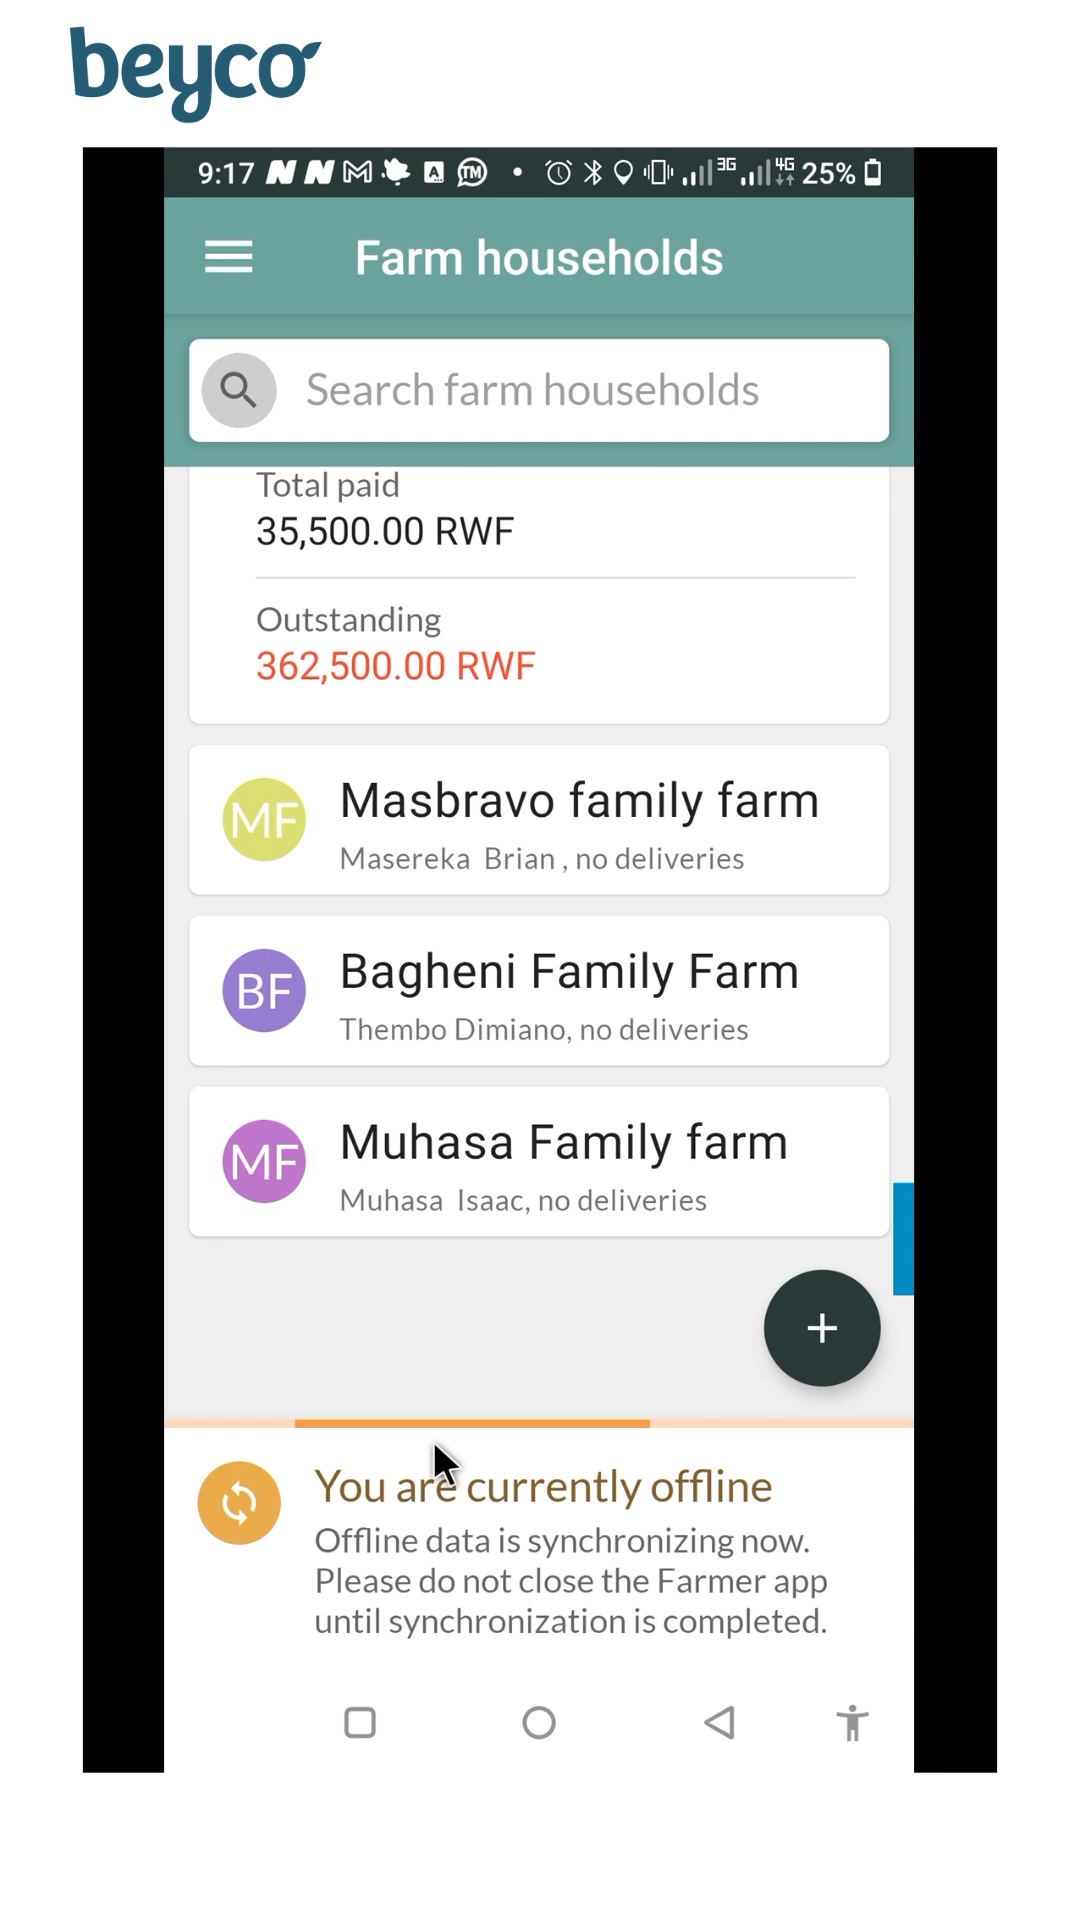 beyco
9:17 3G 4G 25%
Farm households
Search farm households
Total paid
35,500.00 RWF
Outstanding
362,500.00 RWF
MF
Masbravo family farm
Masereka Brian , no deliveries
BF
Bagheni Family Farm
Thembo Dimiano, no deliveries
MF
Muhasa Family farm
Muhasa Isaac, no deliveries
+
You are currently offline
Offline data is synchronizing now.
Please do not close the Farmer app
until synchronization is completed.